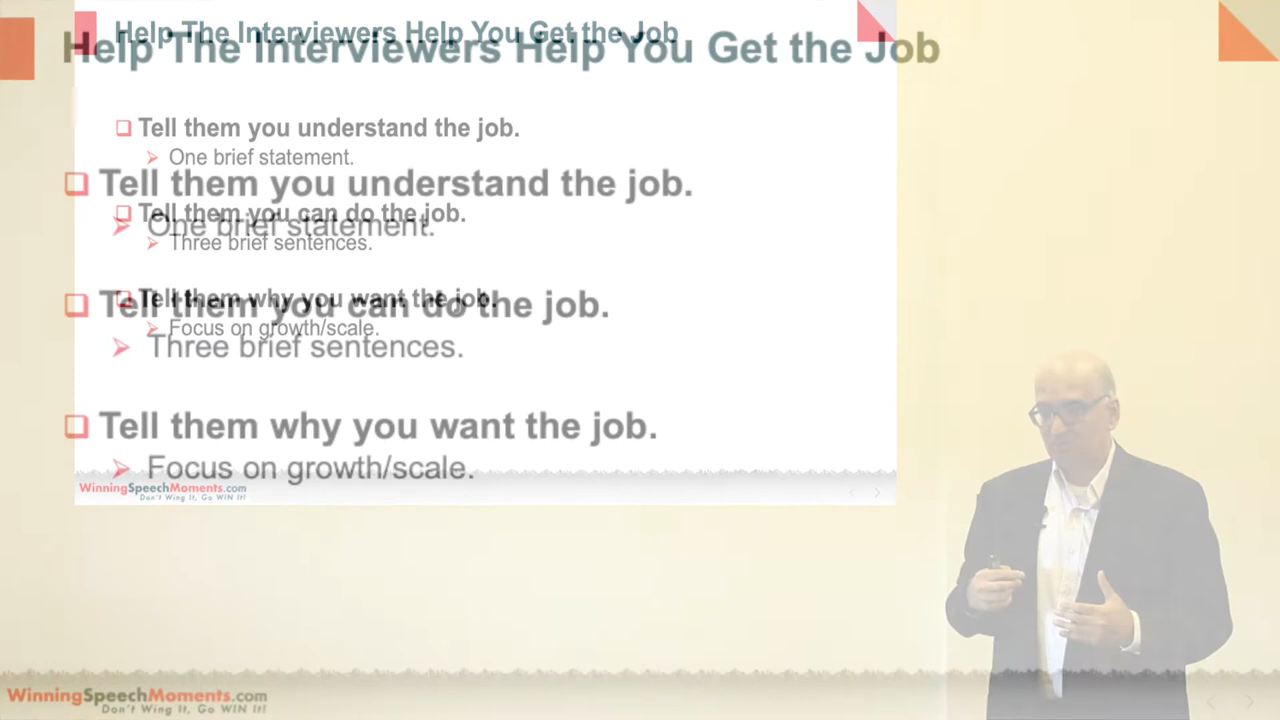 Help The Interviewers Help You Get the Job
Tell them you understand the job.
One brief statement.
Tell them you can do the job.
Three brief sentences.
Tell them why you want the job.
Focus on growth/scale.
WinningSpeechMoments.com
Don't Wing It, Go WIN It!
Help The Interviewers Help You Get the Job
Tell them you understand the job.
One brief statement.
Tell them you can do the job.
Three brief sentences.
Tell them why you want the job.
Focus on growth/scale.
WinningSpeechMoments.com
Don't Wing It, Go WIN It!